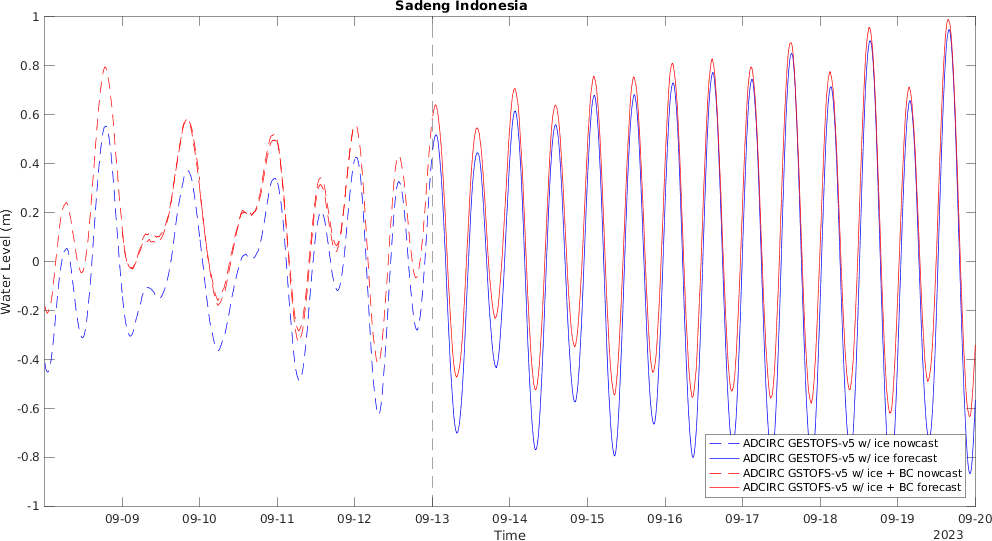 Sadeng Indonesia
1
0.8
0.6
0.4
0.2
0
-0.2
-0.4
-0.6
-0.8
-1
Water Level (m)
ADCIRC GESTOFS-v5 w/ ice nowcast
ADCIRC GESTOFS-v5 w/ ice forecast
ADCIRC GSTOFS-v5 w/ ice + BC nowcast
ADCIRC GSTOFS-v5 w/ ice + BC forecast
09-09 09-10 09-11 09-12 09-13 09-14 09-15 09-16 09-17 09-18 09-19 09-20
Time
2023